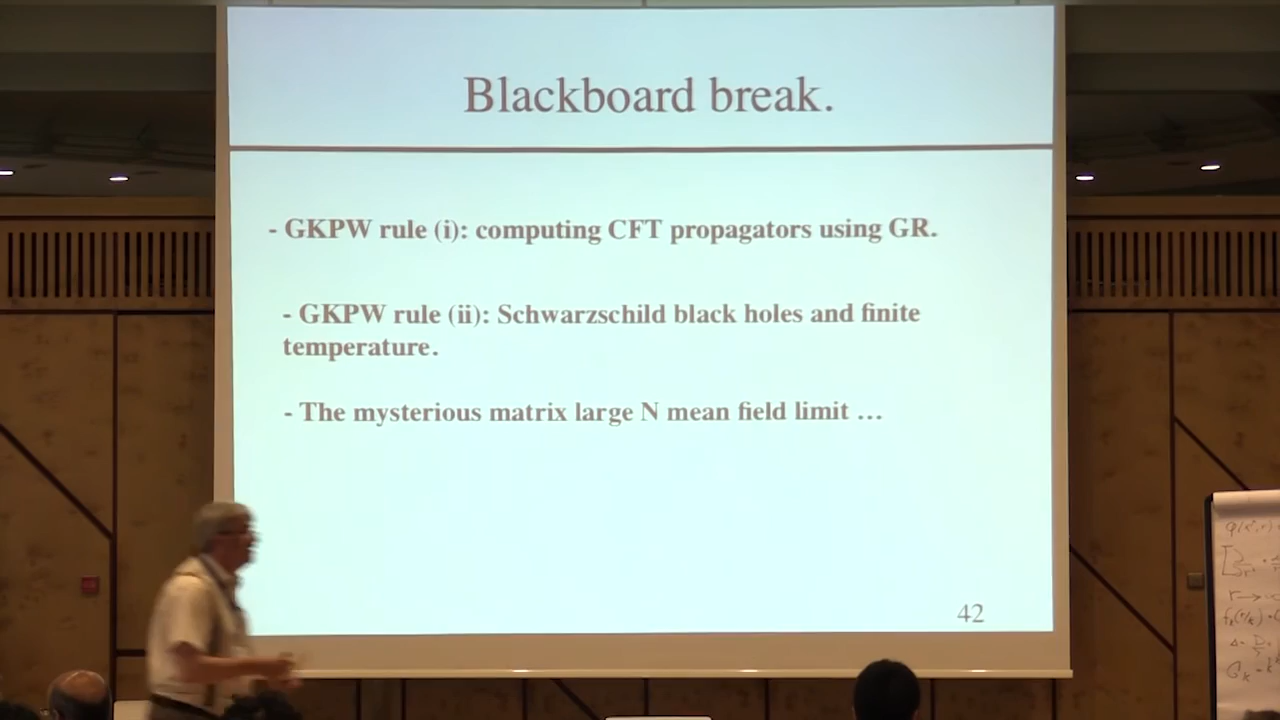 Blackboard break.
- GKPW rule (i): computing CFT propagators using GR.
- GKPW rule (ii): Schwarzschild black holes and finite
temperature.
- The mysterious matrix large N mean field limit …
42